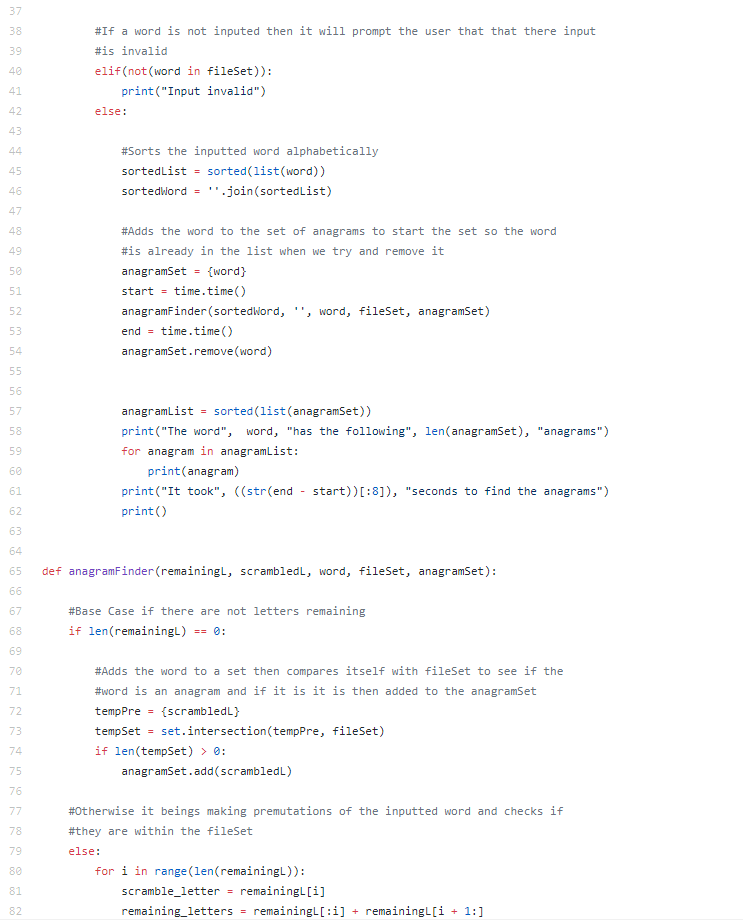 37
38 #If a word is not inputed then it will prompt the user that that there input
39 #is invalid
40 elif(not(word in fileSet)):
41 print("Input invalid")
42 else:
43
44 #Sorts the inputted word alphabetically
45 sortedList = sorted(list(word))
46 sortedWord = ''.join(sortedList)
47
48 #Adds the word to the set of anagrams to start the set so the word
49 #is already in the list when we try and remove it
50 anagramSet = {word}
51 start = time.time()
52 anagramFinder(sortedWord, '', word, fileSet, anagramSet)
53 end = time.time()
54 anagramSet.remove(word)
55
56
57 anagramList = sorted(list(anagramSet))
58 print("The word",  word, "has the following", len(anagramSet), "anagrams")
59 for anagram in anagramList:
60 print(anagram)
61 print("It took", ((str(end - start))[:8]), "seconds to find the anagrams")
62 print()
63
64
65 def anagramFinder(remainingL, scrambledL, word, fileSet, anagramSet):
66
67 #Base Case if there are not letters remaining
68 if len(remainingL) == 0:
69
70 #Adds the word to a set then compares itself with fileSet to see if the
71 #word is an anagram and if it is it is then added to the anagramSet
72 tempPre = {scrambledL}
73 tempSet = set.intersection(tempPre, fileSet)
74 if len(tempSet) > 0:
75 anagramSet.add(scrambledL)
76
77 #Otherwise it beings making premutations of the inputted word and checks if
78 #they are within the fileSet
79 else:
80 for i in range(len(remainingL)):
81 scramble_letter = remainingL[i]
82 remaining_letters = remainingL[:i] + remainingL[i + 1:]